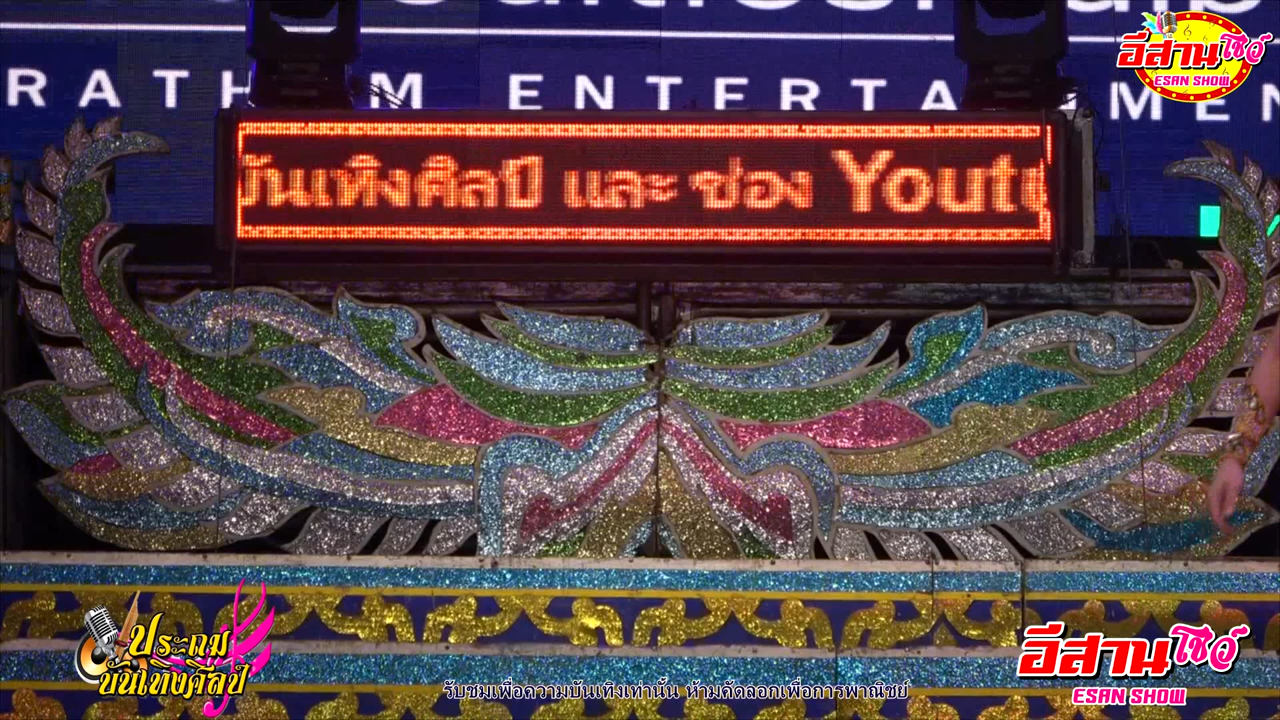 RATH M ENTERTA MEN
อีสานโชว์
ESAN SHOW
บันเทิงศิลป์ และ ช่อง Youtu
ประถม
บันเทิงศิลป์
อีสานโชว์
ESAN SHOW
รับชมเพื่อความบันเทิงเท่านั้น ห้ามคัดลอกเพื่อการพาณิชย์